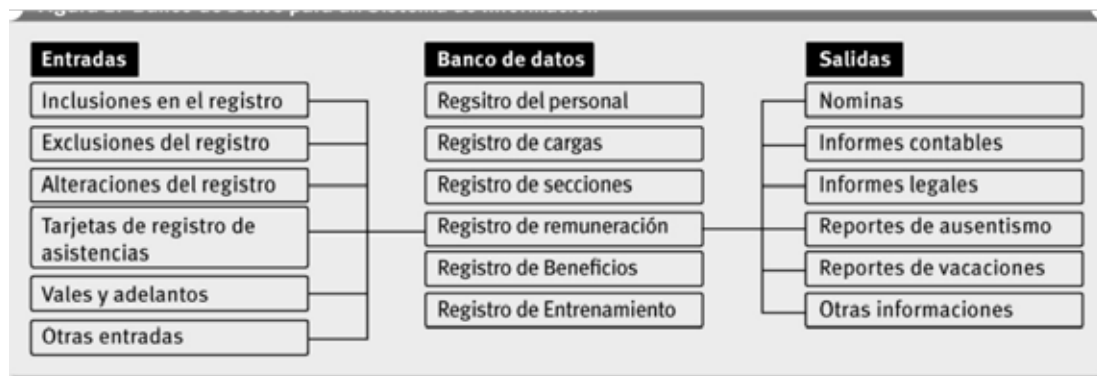 Entradas
Inclusiones en el registro
Exclusiones del registro
Alteraciones del registro
Tarjetas de registro de
asistencias
Vales y adelantos
Otras entradas
Banco de datos
Regsitro del personal
Registro de cargas
Registro de secciones
Registro de remuneración
Registro de Beneficios
Registro de Entrenamiento
Salidas
Nominas
Informes contables
Informes legales
Reportes de ausentismo
Reportes de vacaciones
Otras informaciones